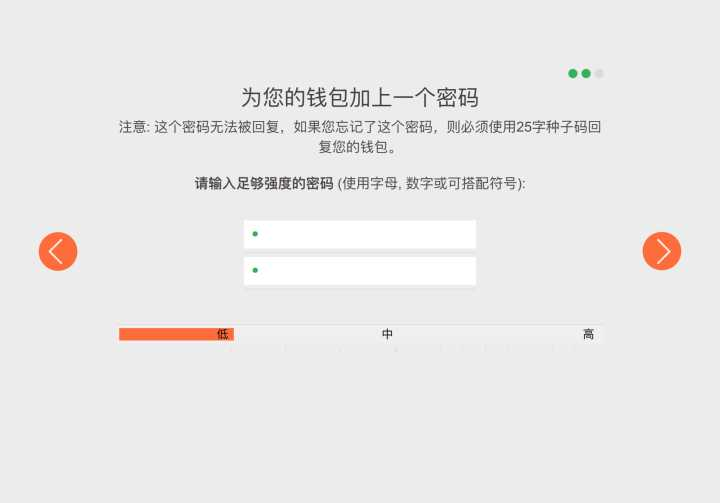 为您的钱包加上一个密码
注意: 这个密码无法被回复，如果您忘记了这个密码，则必须使用25字种子码回
复您的钱包。
请输入足够强度的密码 (使用字母, 数字或可搭配符号):
低 中 高